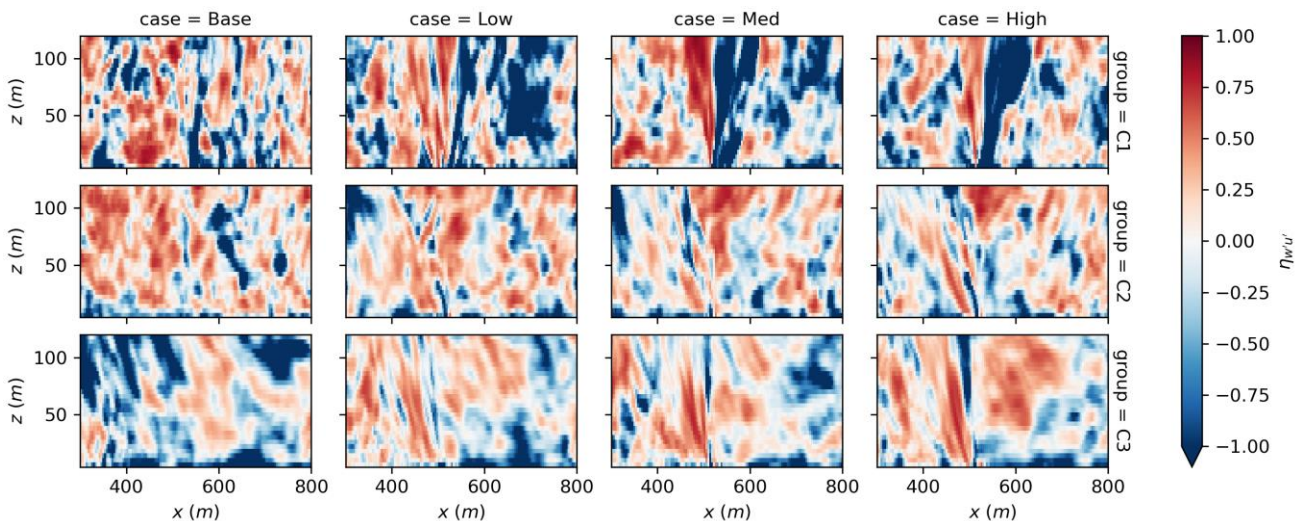 case = Base case = Low case = Med case = High
z (m) 100 50 group = C1
z (m) 100 50 group = C2
z (m) 100 50 group = C3
400 600 800 400 600 800 400 600 800 400 600 800
x (m) x (m) x (m) x (m)
1.00
0.75
0.50
0.25
0.00
−0.25
−0.50
−0.75
−1.00
ηw′u′